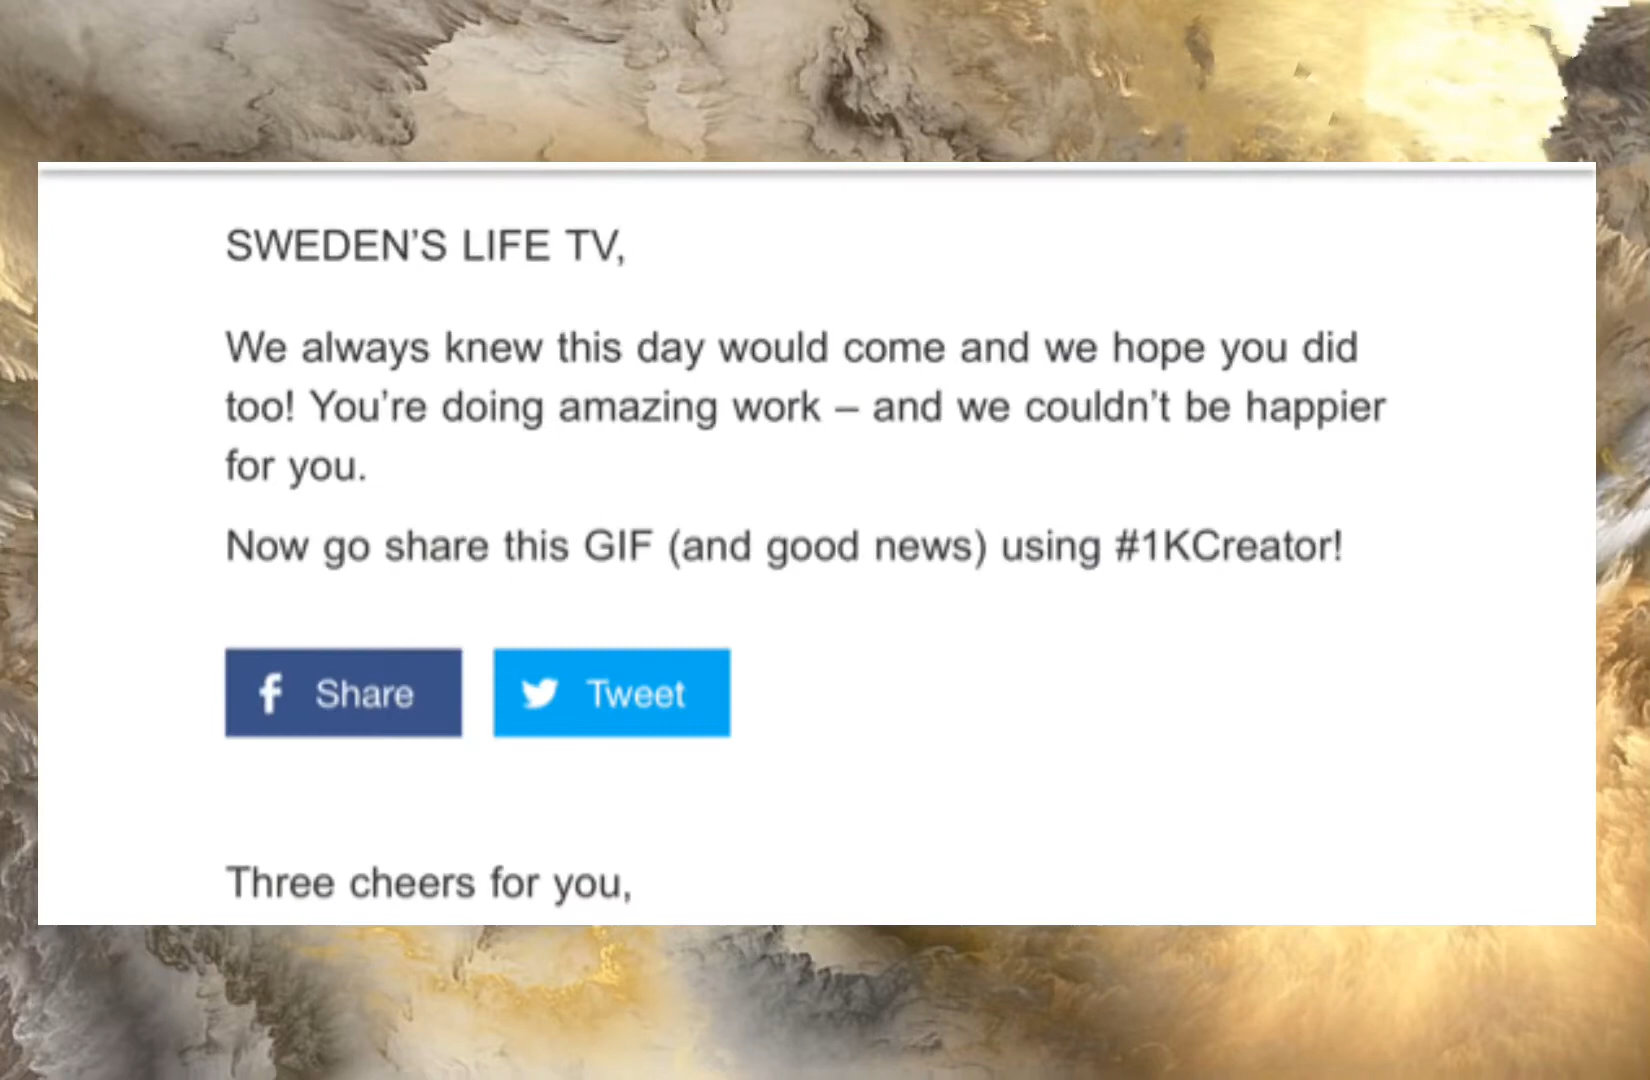 SWEDEN’S LIFE TV,
We always knew this day would come and we hope you did
too! You’re doing amazing work – and we couldn’t be happier
for you.
Now go share this GIF (and good news) using #1KCreator!
Share
Tweet
Three cheers for you,